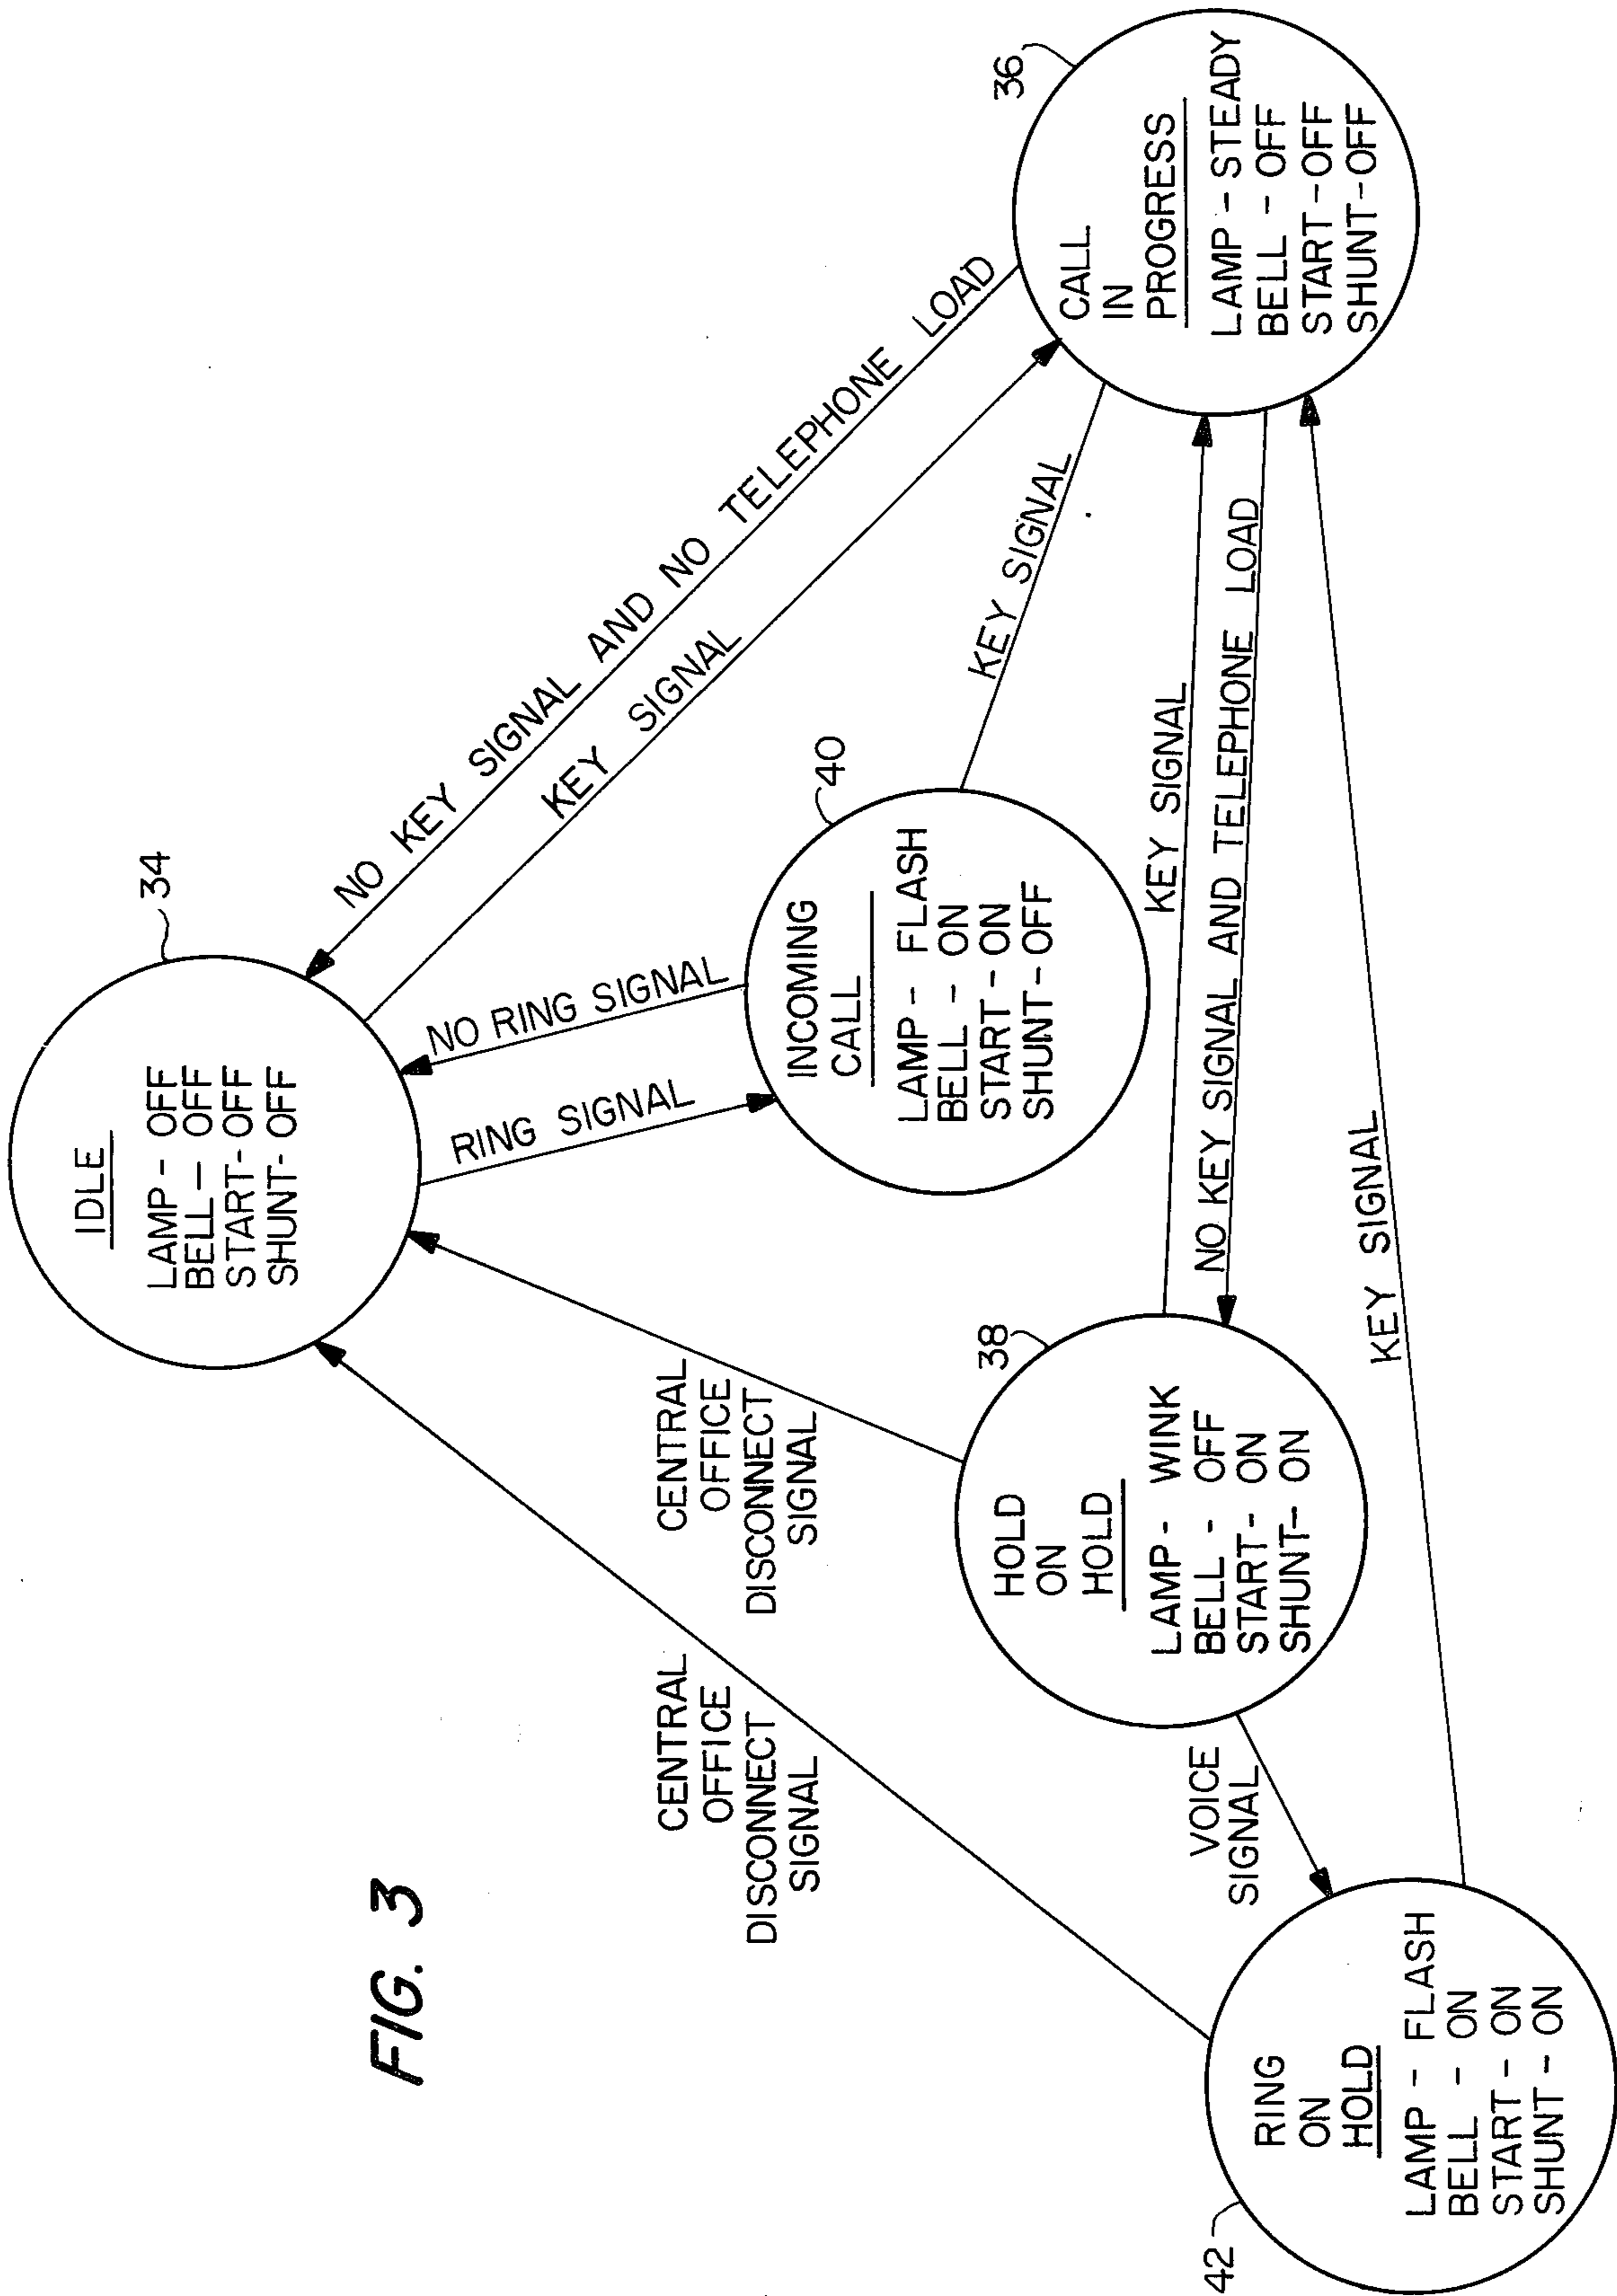 FIG. 3
IDLE
LAMP - OFF
BELL - OFF
START - OFF
SHUNT - OFF
34
NO KEY SIGNAL AND NO TELEPHONE LOAD
KEY SIGNAL
NO RING SIGNAL
RING SIGNAL
CENTRAL
OFFICE
DISCONNECT
SIGNAL
CENTRAL
OFFICE
DISCONNECT
SIGNAL
INCOMING
CALL
LAMP - FLASH
BELL - ON
START - ON
SHUNT - OFF
40
KEY SIGNAL
36
CALL
IN
PROGRESS
LAMP - STEADY
BELL - OFF
START - OFF
SHUNT - OFF
38
HOLD
ON
HOLD
LAMP - WINK
BELL - OFF
START - ON
SHUNT - ON
KEY SIGNAL
NO KEY SIGNAL AND TELEPHONE LOAD
VOICE
SIGNAL
KEY SIGNAL
42
RING
ON
HOLD
LAMP - FLASH
BELL - ON
START - ON
SHUNT - ON